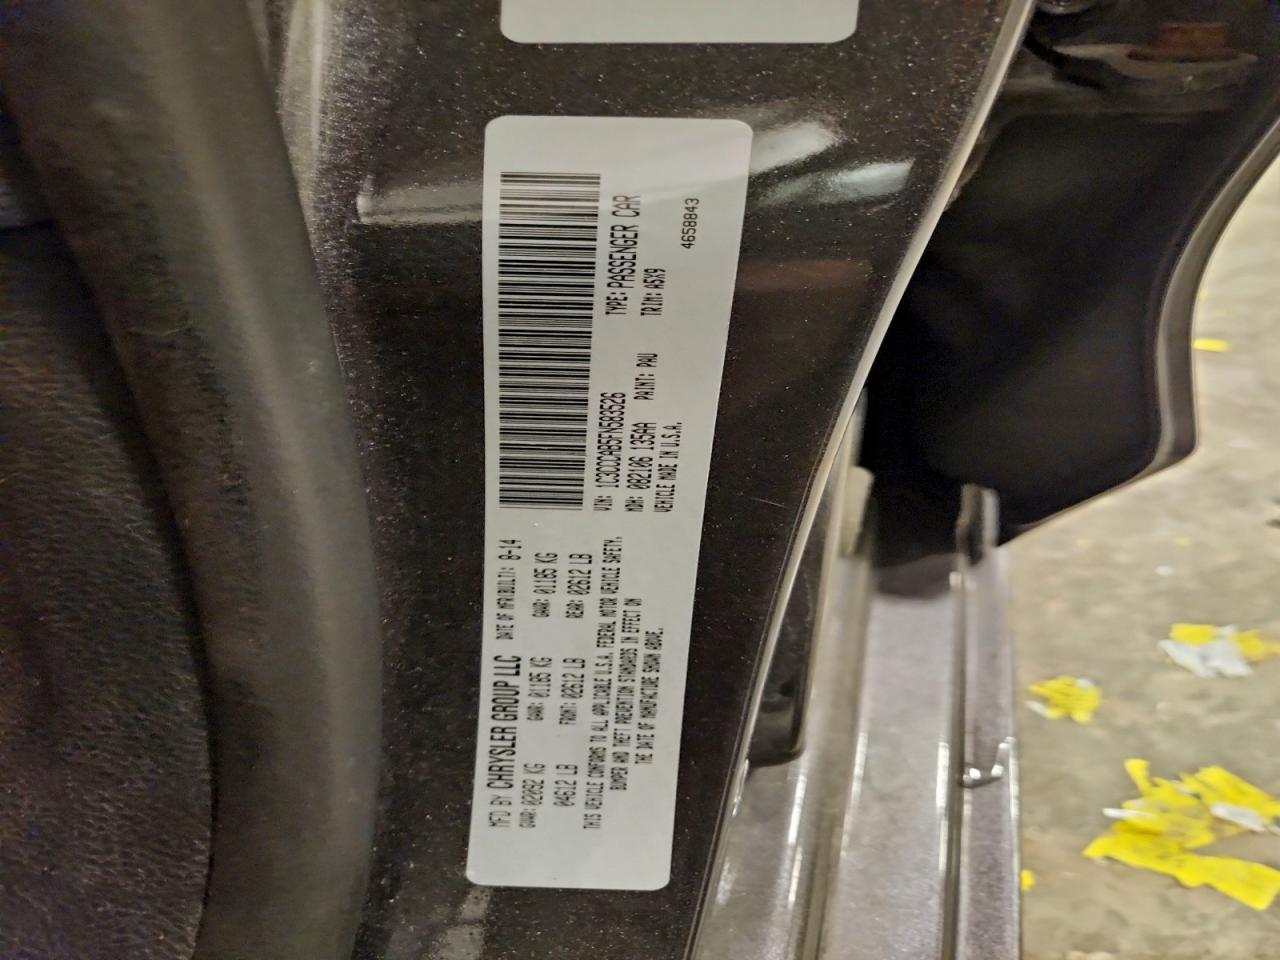 MFD BY CHRYSLER GROUP LLC DATE OF MFR(BUILT): 8-14
GVWR: 02092 KG GAWR: 01185 KG GAWR: 01185 KG
04612 LB FRONT: 02612 LB REAR: 02612 LB
THIS VEHICLE CONFORMS TO ALL APPLICABLE U.S.A. FEDERAL MOTOR VEHICLE SAFETY,
BUMPER AND THEFT PREVENTION STANDARDS IN EFFECT ON
THE DATE OF MANUFACTURE SHOWN ABOVE.
VIN: 1C3CCCAB5FN583526 TYPE: PASSENGER CAR
MDH: 082106 135AA PAINT: PAU TRIM: A5X9
VEHICLE MADE IN U.S.A.
4658843